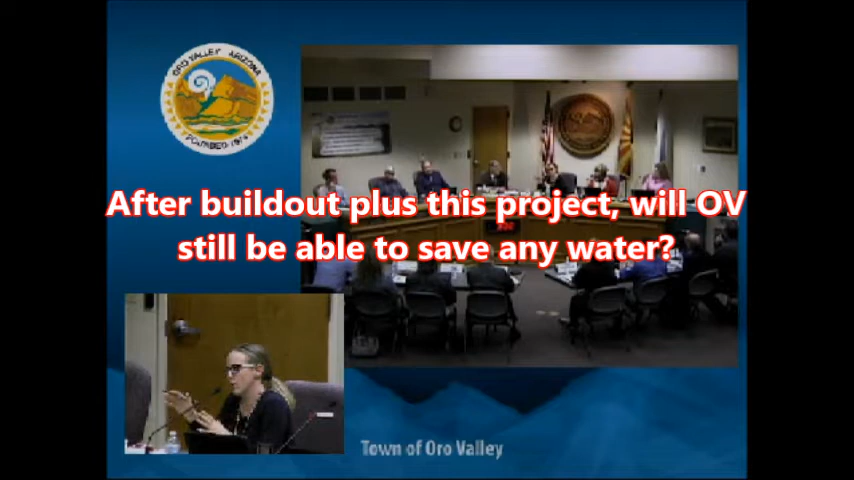 ORO VALLEY ARIZONA
FOUNDED 1974
After buildout plus this project, will OV
still be able to save any water?
Town of Oro Valley